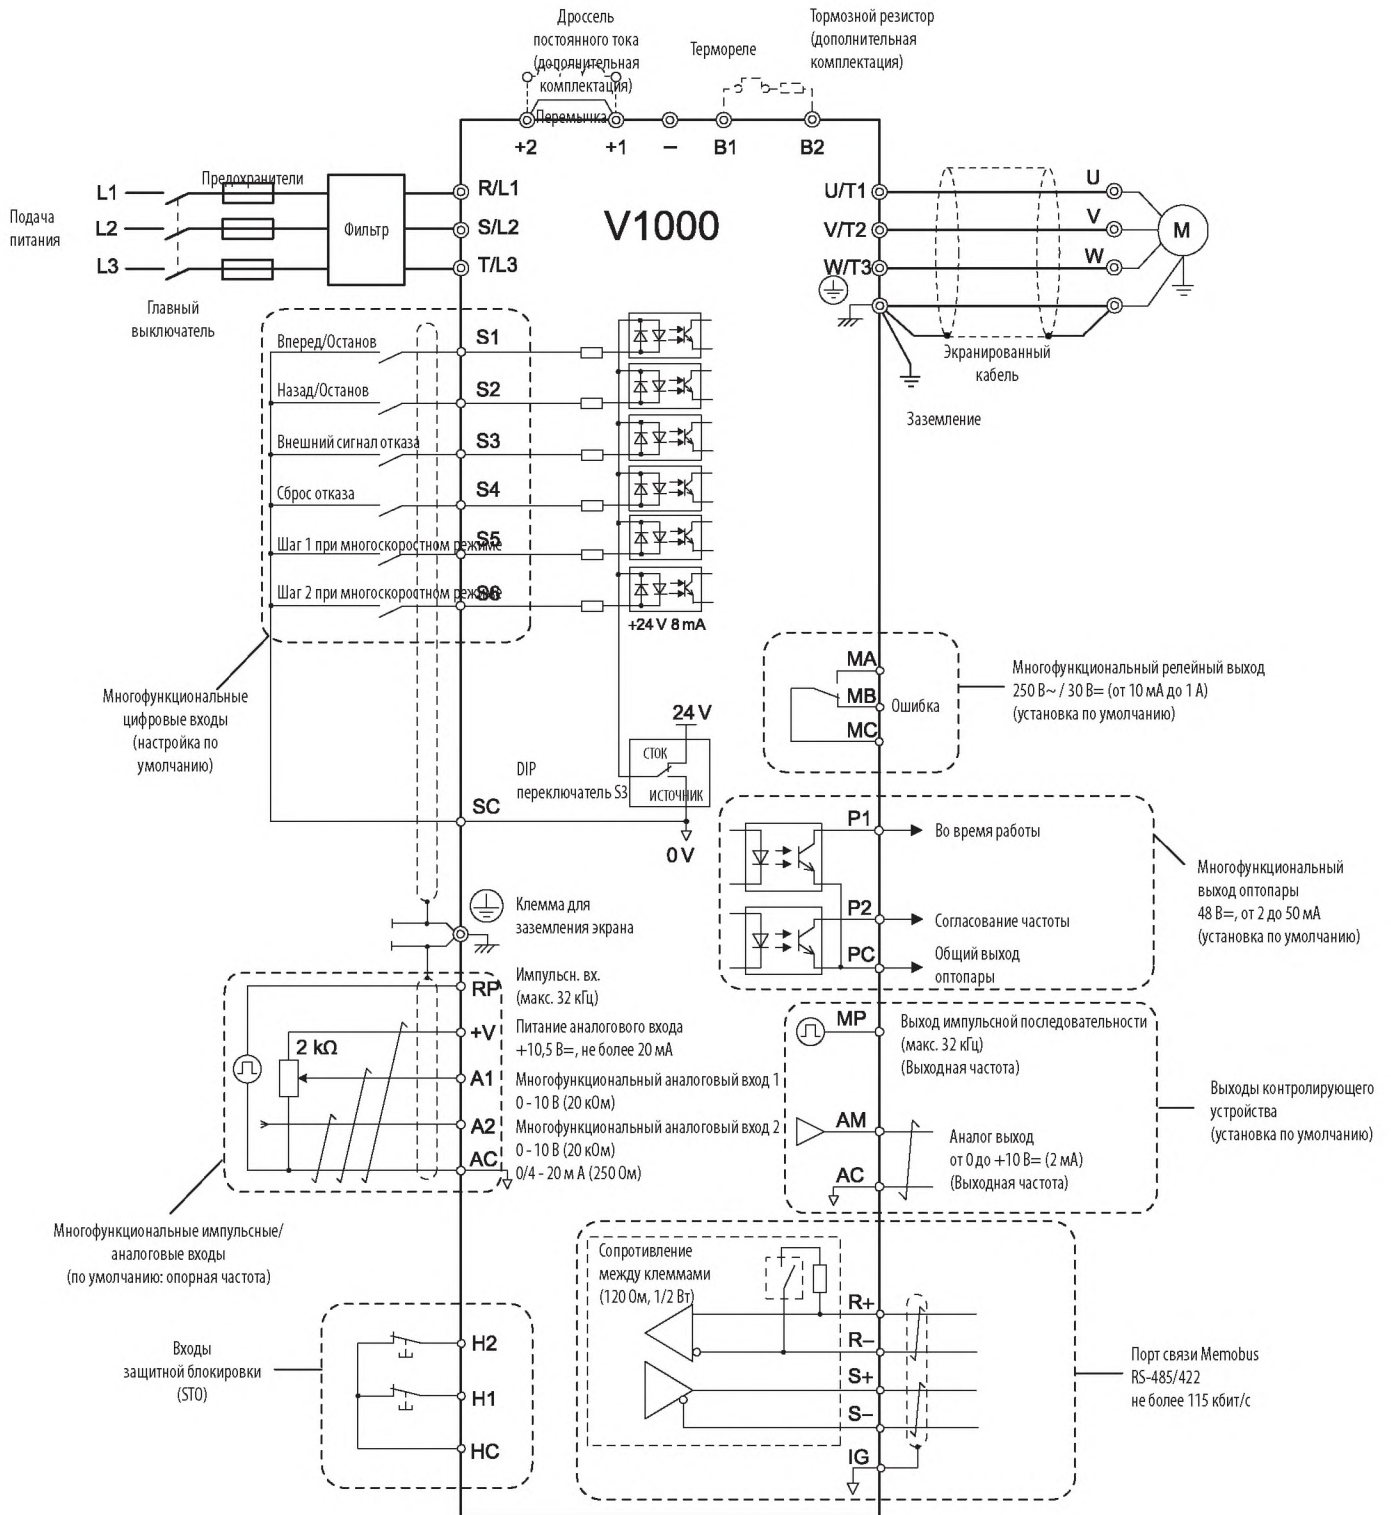 Дроссель
постоянного тока
(дополнительная
комплектация)
Перемычка
Термореле
Тормозной резистор
(дополнительная
комплектация)
+2
+1
–
B1
B2
Подача
питания
L1
L2
L3
Предохранители
Фильтр
Главный
выключатель
R/L1
S/L2
T/L3
V1000
U/T1
V/T2
W/T3
U
V
W
M
Экранированный
кабель
Заземление
Вперед/Останов
S1
Назад/Останов
S2
Внешний сигнал отказа
S3
Сброс отказа
S4
Шаг 1 при многоскоростном режиме
S5
Шаг 2 при многоскоростном режиме
S6
+24 V 8 mA
Многофункциональные
цифровые входы
(настройка по
умолчанию)
24 V
СТОК
ИСТОЧНИК
DIP
переключатель S3
SC
0 V
MA
MB
MC
Ошибка
Многофункциональный релейный выход
250 В~ / 30 В= (от 10 мА до 1 А)
(установка по умолчанию)
P1
Во время работы
P2
Согласование частоты
PC
Общий выход
оптопары
Многофункциональный
выход оптопары
48 В=, от 2 до 50 мА
(установка по умолчанию)
Клемма для
заземления экрана
RP
Импульсн. вх.
(макс. 32 кГц)
+V
Питание аналогового входа
+10,5 В=, не более 20 мА
2 kΩ
A1
Многофункциональный аналоговый вход 1
0 - 10 В (20 кОм)
A2
Многофункциональный аналоговый вход 2
0 - 10 В (20 кОм)
0/4 - 20 м А (250 Ом)
AC
Многофункциональные импульсные/
аналоговые входы
(по умолчанию: опорная частота)
MP
Выход импульсной последовательности
(макс. 32 кГц)
(Выходная частота)
AM
Аналог выход
от 0 до +10 В= (2 мА)
(Выходная частота)
AC
Выходы контролирующего
устройства
(установка по умолчанию)
Входы
защитной блокировки
(STO)
H2
H1
HC
Сопротивление
между клеммами
(120 Ом, 1/2 Вт)
R+
R–
S+
S–
IG
Порт связи Memobus
RS-485/422
не более 115 кбит/с